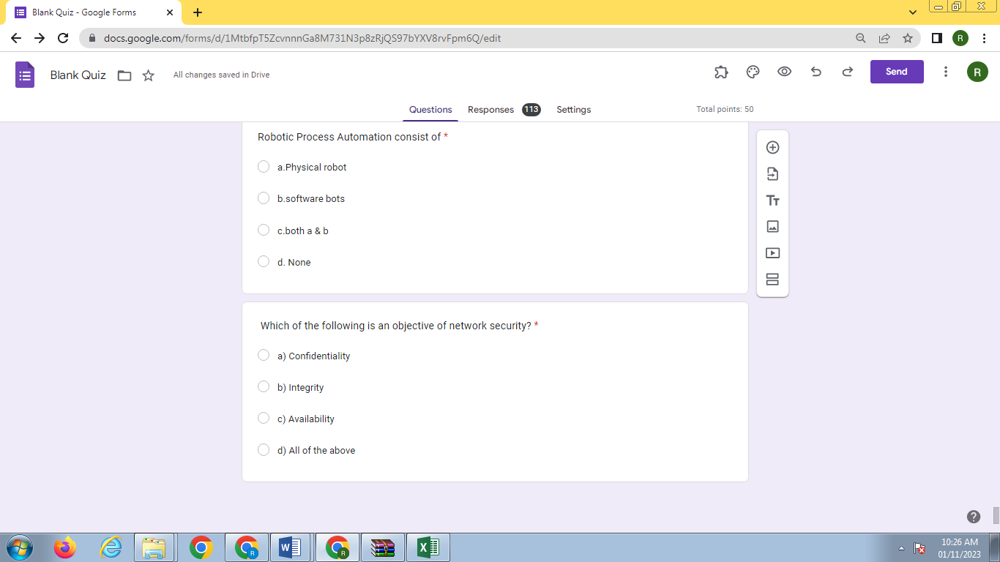 Blank Quiz - Google Forms
docs.google.com/forms/d/1MtbfpT5ZcvnnnGa8M731N3p8zRjQS97bYXV8rvFpm6Q/edit
R
Blank Quiz
All changes saved in Drive
Send
R
Questions
Responses 113
Settings
Total points: 50
Robotic Process Automation consist of *
a.Physical robot
b.software bots
c.both a & b
d. None
Tт
Which of the following is an objective of network security? *
a) Confidentiality
b) Integrity
c) Availability
d) All of the above
R
W
R
X
10:26 AM
01/11/2023